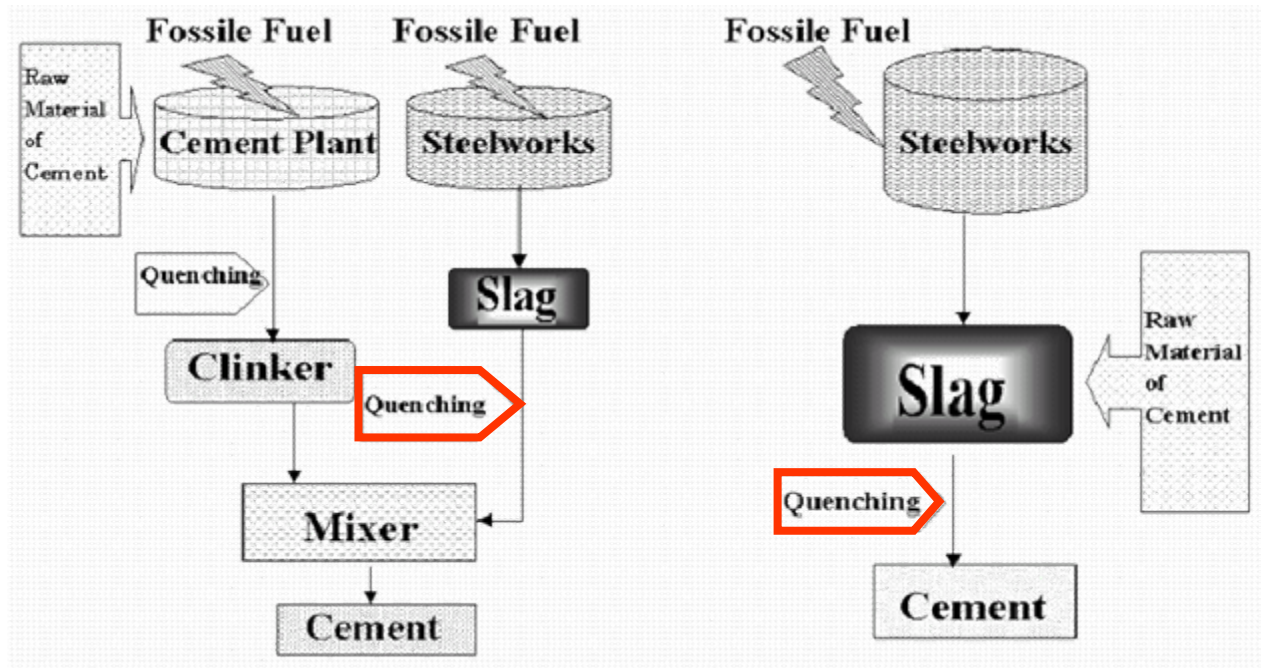 Fossile Fuel
Fossile Fuel
Raw
Material
of
Cement
Cement Plant
Steelworks
Quenching
Slag
Clinker
Quenching
Mixer
Cement
Fossile Fuel
Steelworks
Slag
Raw
Material
of
Cement
Quenching
Cement